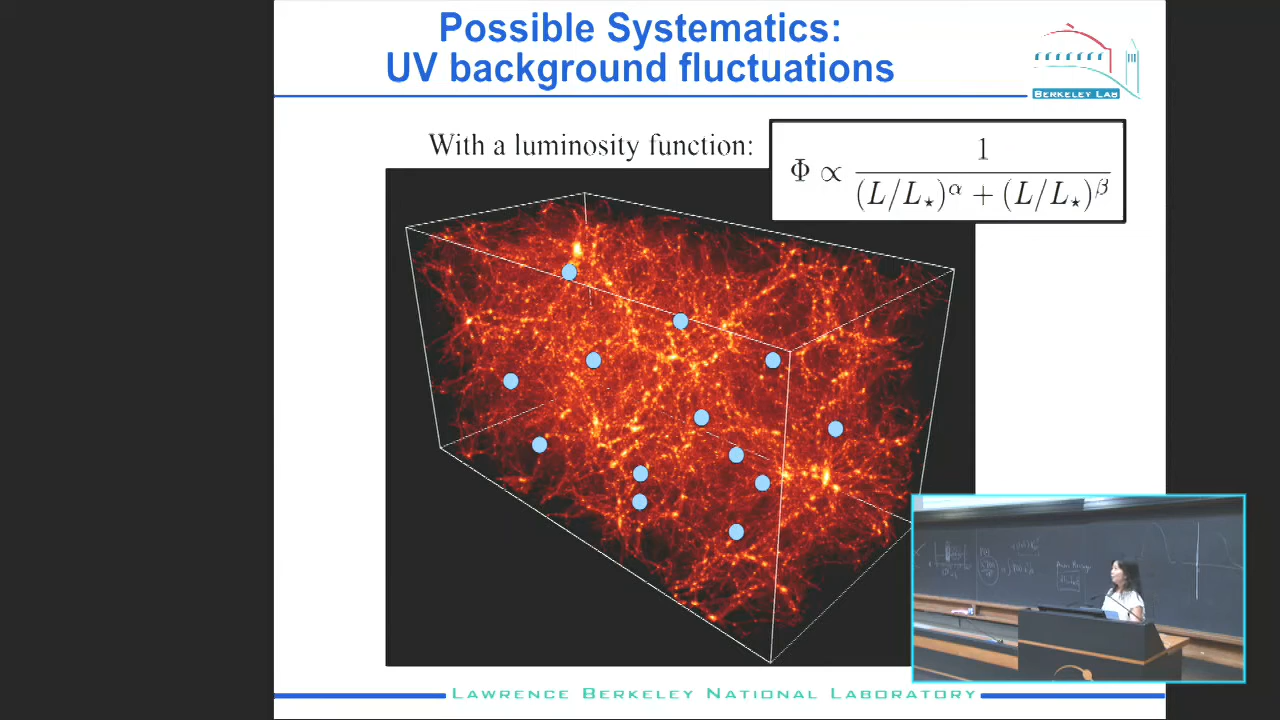 Possible Systematics:
UV background fluctuations
BERKELEY LAB
With a luminosity function:
Φ ∝ 1 / ((L/L⋆)^α + (L/L⋆)^β)
LAWRENCE BERKELEY NATIONAL LABORATORY